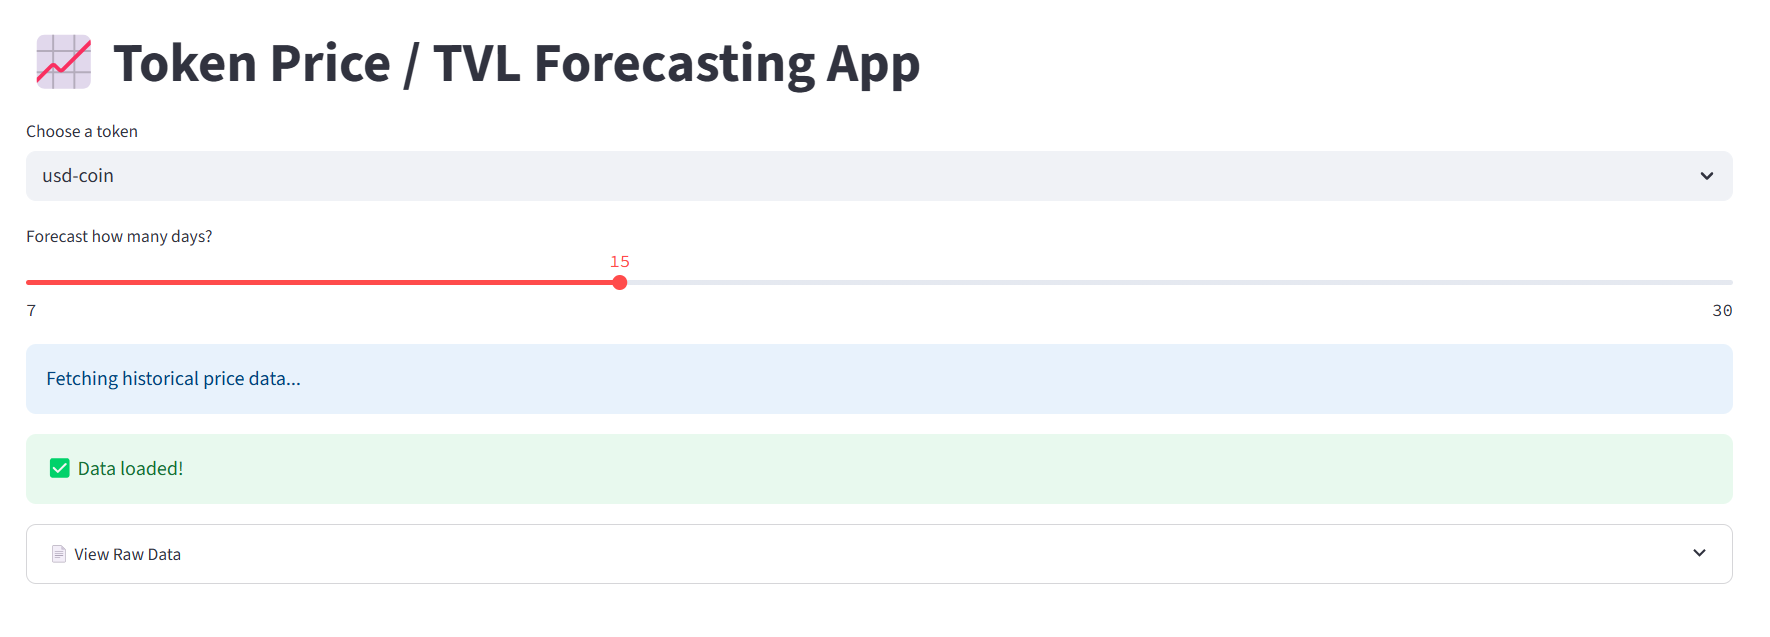 Token Price / TVL Forecasting App
Choose a token
usd-coin
Forecast how many days?
15
7 30
Fetching historical price data...
Data loaded!
View Raw Data